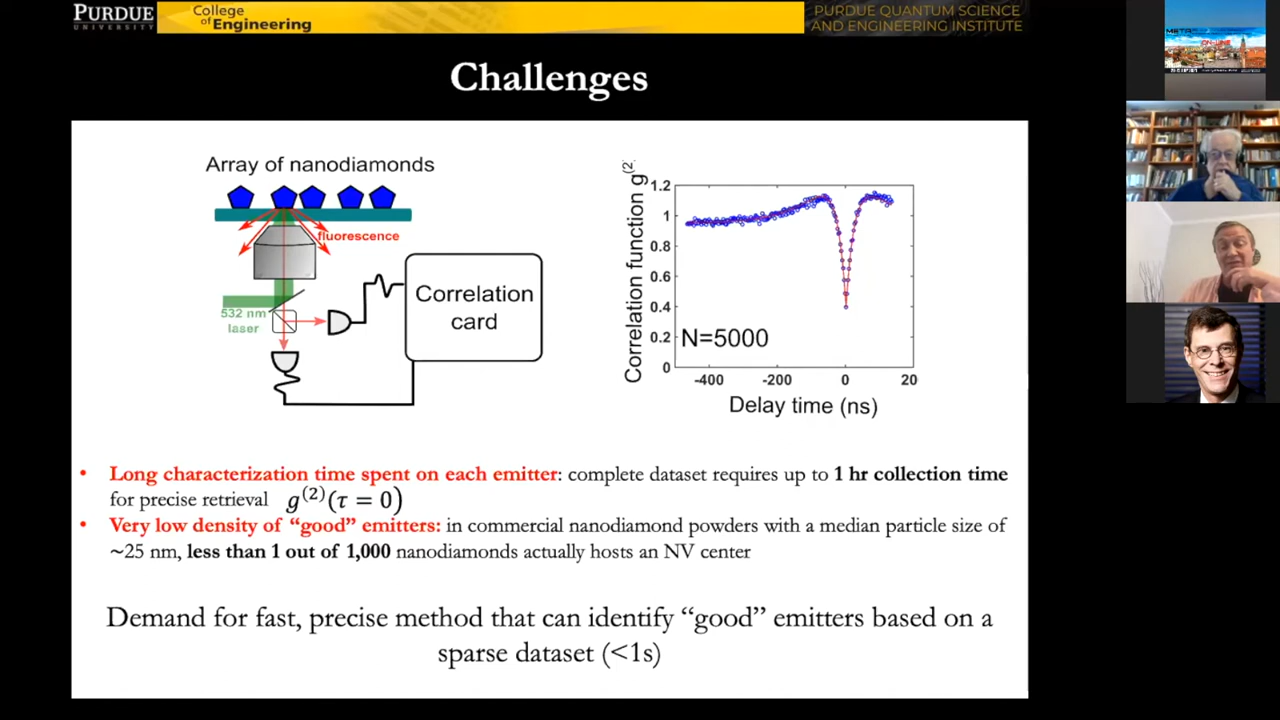 PURDUE
UNIVERSITY
College
of Engineering
PURDUE QUANTUM SCIENCE
AND ENGINEERING INSTITUTE
Challenges
Array of nanodiamonds
fluorescence
532 nm
laser
Correlation
card
Correlation function g(2)
1.2
1
0.8
0.6
0.4
0.2
0
N=5000
-400
-200
0
20
Delay time (ns)
• Long characterization time spent on each emitter: complete dataset requires up to 1 hr collection time
for precise retrieval g⁽²⁾(τ = 0)
• Very low density of “good” emitters: in commercial nanodiamond powders with a median particle size of
~25 nm, less than 1 out of 1,000 nanodiamonds actually hosts an NV center
Demand for fast, precise method that can identify “good” emitters based on a
sparse dataset (<1s)
ON-LINE